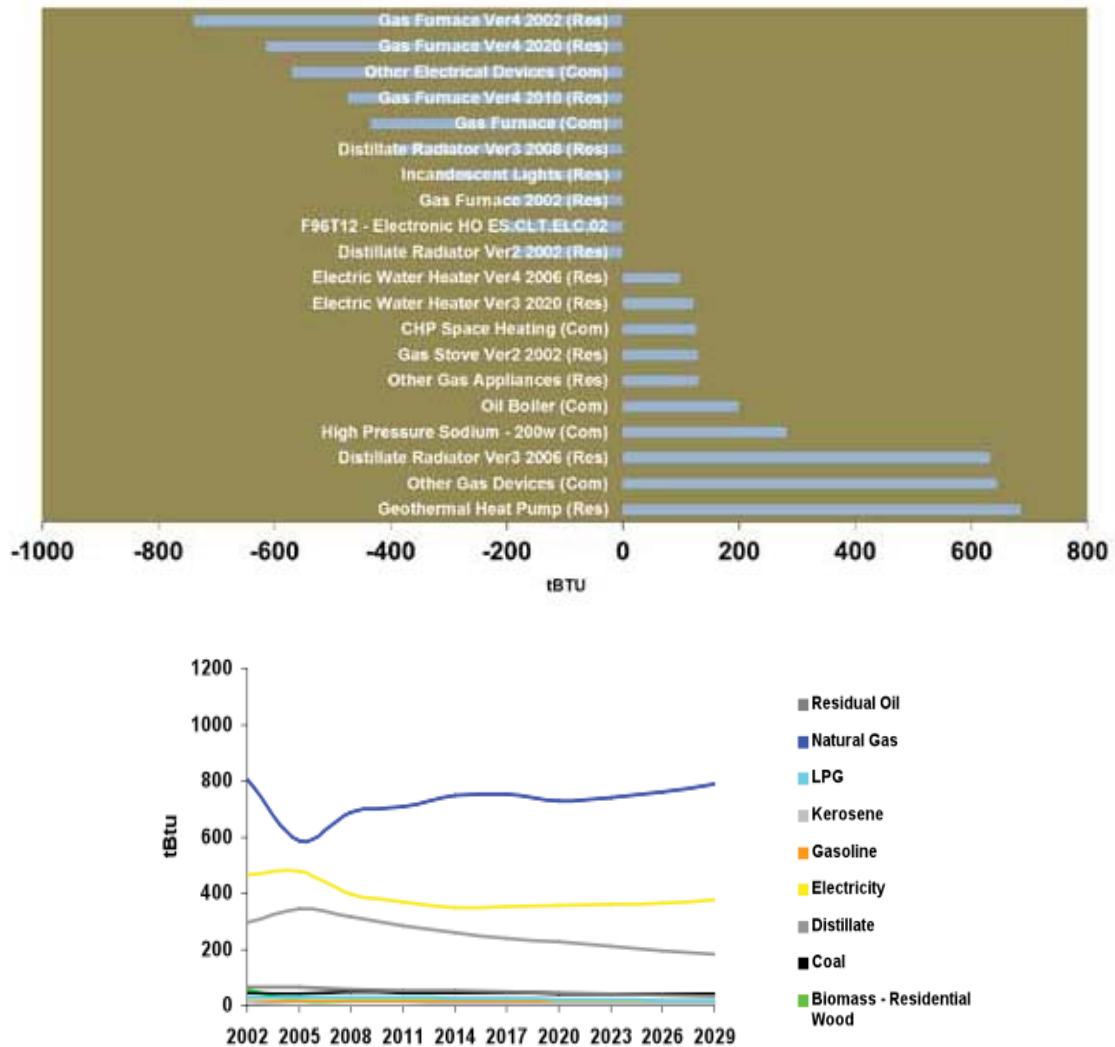 Gas Furnace Ver4 2002 (Res)
Gas Furnace Ver4 2020 (Res)
Other Electrical Devices (Com)
Gas Furnace Ver4 2010 (Res)
Gas Furnace (Com)
Distillate Radiator Ver3 2008 (Res)
Incandescent Lights (Res)
Gas Furnace 2002 (Res)
F96T12 - Electronic HO ES.CLT.ELC.02
Distillate Radiator Ver2 2002 (Res)
Electric Water Heater Ver4 2006 (Res)
Electric Water Heater Ver3 2020 (Res)
CHP Space Heating (Com)
Gas Stove Ver2 2002 (Res)
Other Gas Appliances (Res)
Oil Boiler (Com)
High Pressure Sodium - 200w (Com)
Distillate Radiator Ver3 2006 (Res)
Other Gas Devices (Com)
Geothermal Heat Pump (Res)
-1000 -800 -600 -400 -200 0 200 400 600 800
tBTU
1200
1000
800
600
400
200
0
tBtu
2002 2005 2008 2011 2014 2017 2020 2023 2026 2029
Residual Oil
Natural Gas
LPG
Kerosene
Gasoline
Electricity
Distillate
Coal
Biomass - Residential
Wood